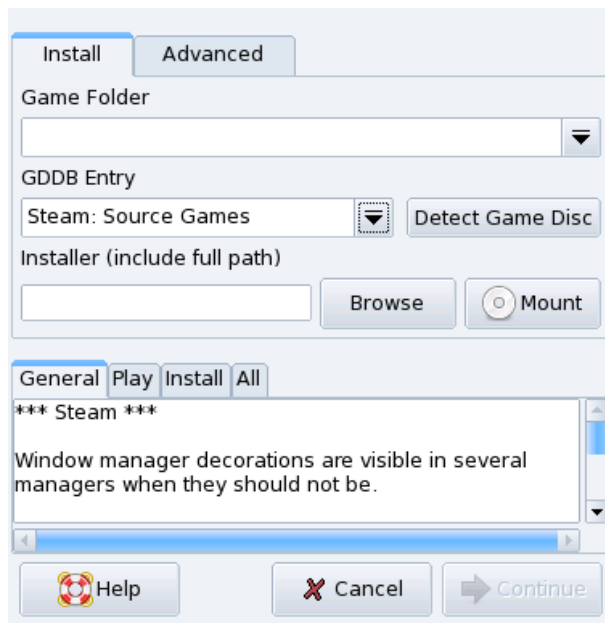 Install Advanced
Game Folder
GDDB Entry
Steam: Source Games Detect Game Disc
Installer (include full path)
Browse Mount
General Play Install All
*** Steam ***
Window manager decorations are visible in several
managers when they should not be.
Help Cancel Continue